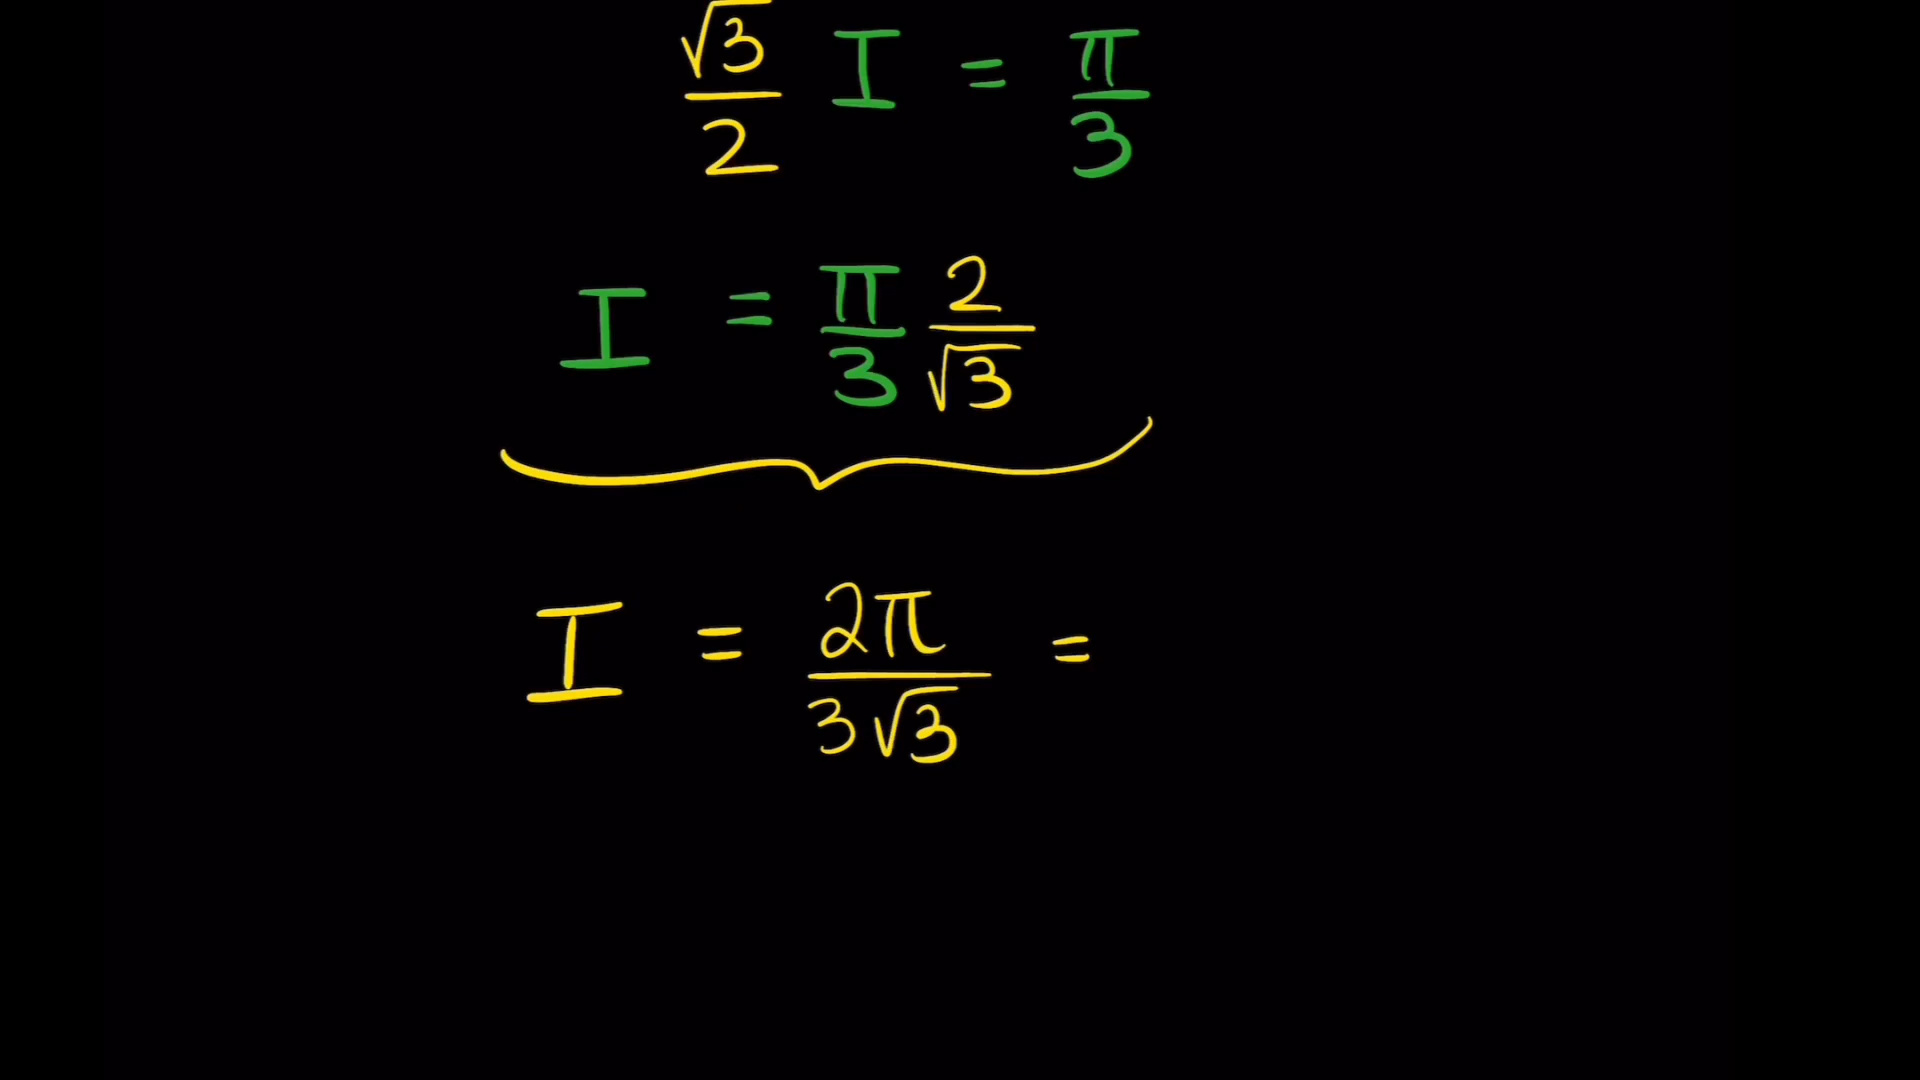 √3/2 I = π/3
I = π/3 2/√3
I = 2π/3√3 =